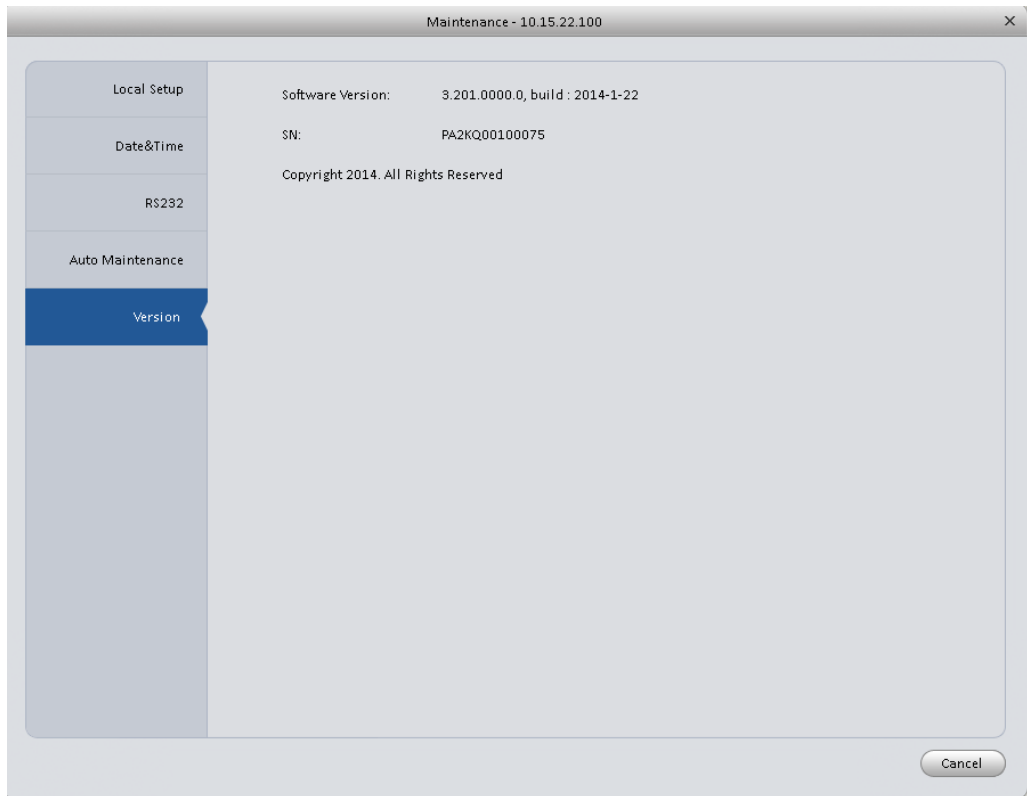 Maintenance - 10.15.22.100
Local Setup
Date&Time
RS232
Auto Maintenance
Version
Software Version: 3.201.0000.0, build : 2014-1-22
SN: PA2KQ00100075
Copyright 2014. All Rights Reserved
Cancel